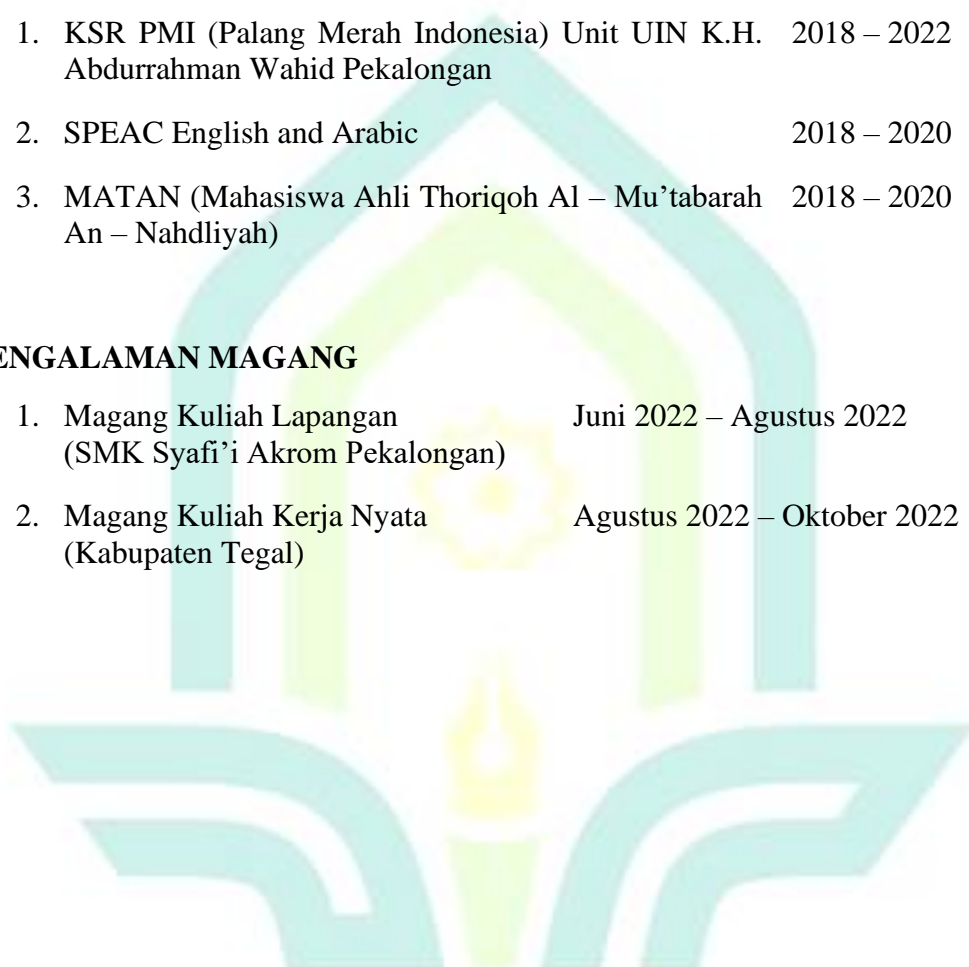 1. KSR PMI (Palang Merah Indonesia) Unit UIN K.H. 2018 – 2022
Abdurrahman Wahid Pekalongan
2. SPEAC English and Arabic 2018 – 2020
3. MATAN (Mahasiswa Ahli Thoriqoh Al – Mu’tabarah 2018 – 2020
An – Nahdliyah)
ENGALAMAN MAGANG
1. Magang Kuliah Lapangan Juni 2022 – Agustus 2022
(SMK Syafi’i Akrom Pekalongan)
2. Magang Kuliah Kerja Nyata Agustus 2022 – Oktober 2022
(Kabupaten Tegal)